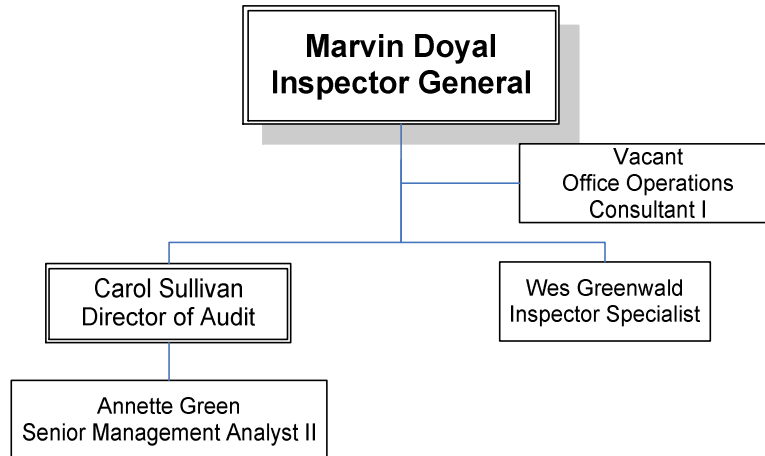 Marvin Doyal
Inspector General
Vacant
Office Operations
Consultant I
Carol Sullivan
Director of Audit
Wes Greenwald
Inspector Specialist
Annette Green
Senior Management Analyst II